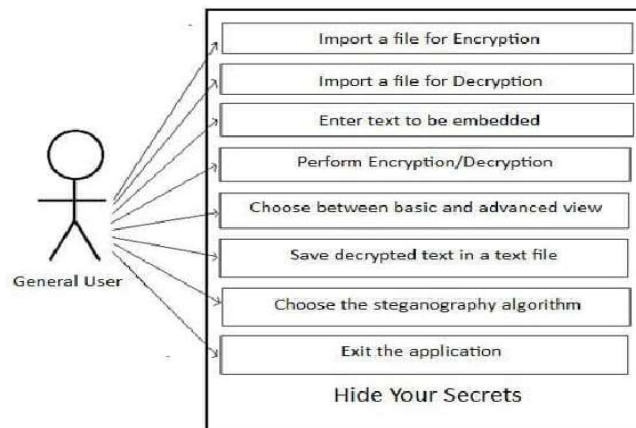 Import a file for Encryption
Import a file for Decryption
Enter text to be embedded
Perform Encryption/Decryption
Choose between basic and advanced view
Save decrypted text in a text file
Choose the steganography algorithm
Exit the application
General User
Hide Your Secrets